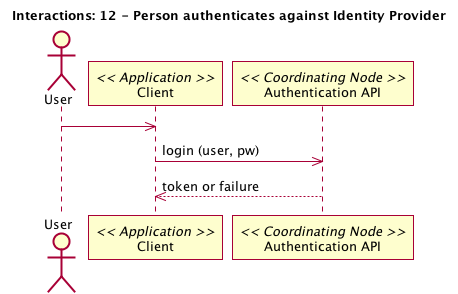 Interactions: 12 - Person authenticates against Identity Provider
User
<< Application >>
Client
<< Coordinating Node >>
Authentication API
login (user, pw)
token or failure
User
<< Application >>
Client
<< Coordinating Node >>
Authentication API